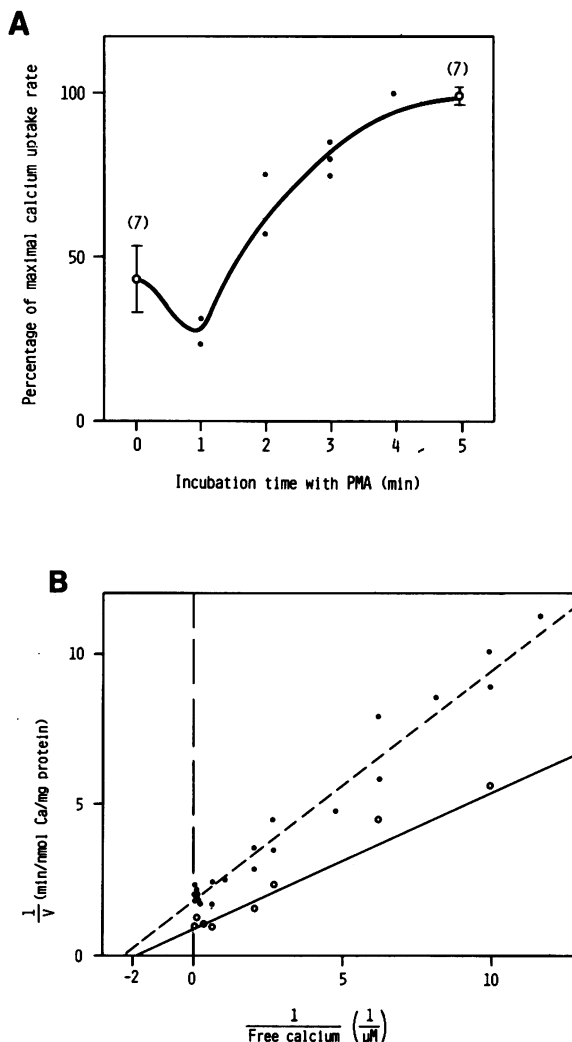 A
(7)
(7)
100
50
0
Percentage of maximal calcium uptake rate
0 1 2 3 4 5
Incubation time with PMA (min)
B
10
5
0
1/V (min/nmol Ca/mg protein)
-2 0 5 10
1/Free calcium (1/µM)